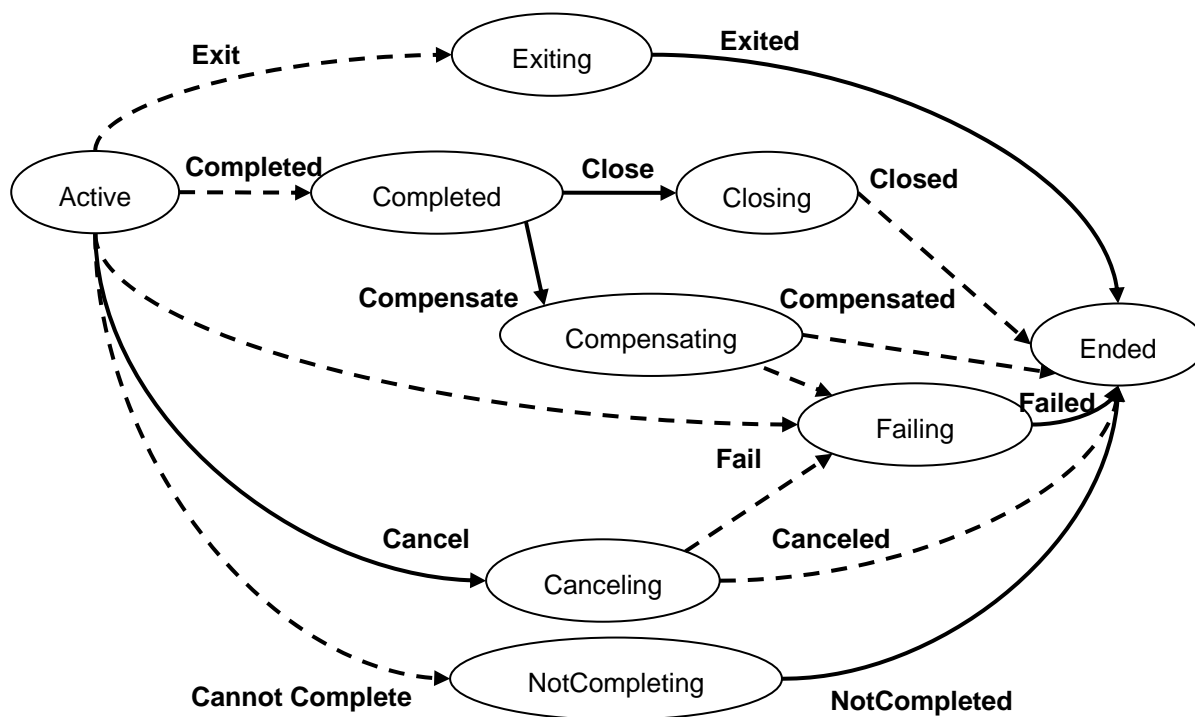 Exit
Exiting
Exited
Active
Completed
Completed
Close
Closing
Closed
Compensate
Compensating
Compensated
Ended
Failed
Failing
Fail
Cancel
Canceling
Canceled
Cannot Complete
NotCompleting
NotCompleted